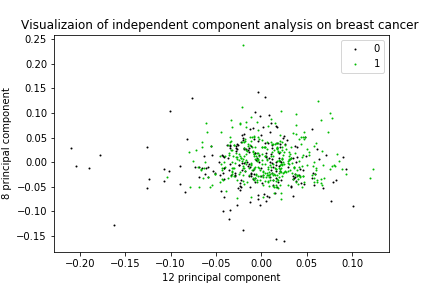 Visualizaion of independent component analysis on breast cancer
0
1
8 principal component
0.25
0.20
0.15
0.10
0.05
0.00
−0.05
−0.10
−0.15
−0.20 −0.15 −0.10 −0.05 0.00 0.05 0.10
12 principal component